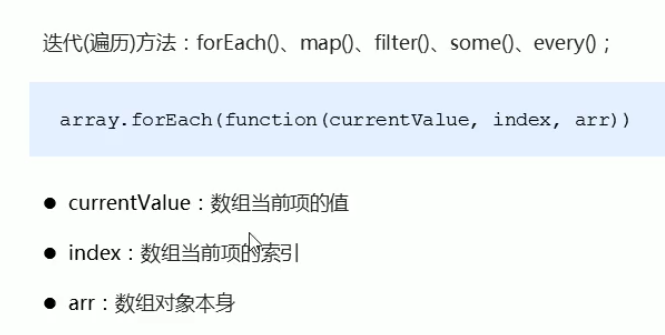 迭代(遍历)方法：forEach()、map()、filter()、some()、every()；
array.forEach(function(currentValue, index, arr))
● currentValue：数组当前项的值
● index：数组当前项的索引
● arr：数组对象本身